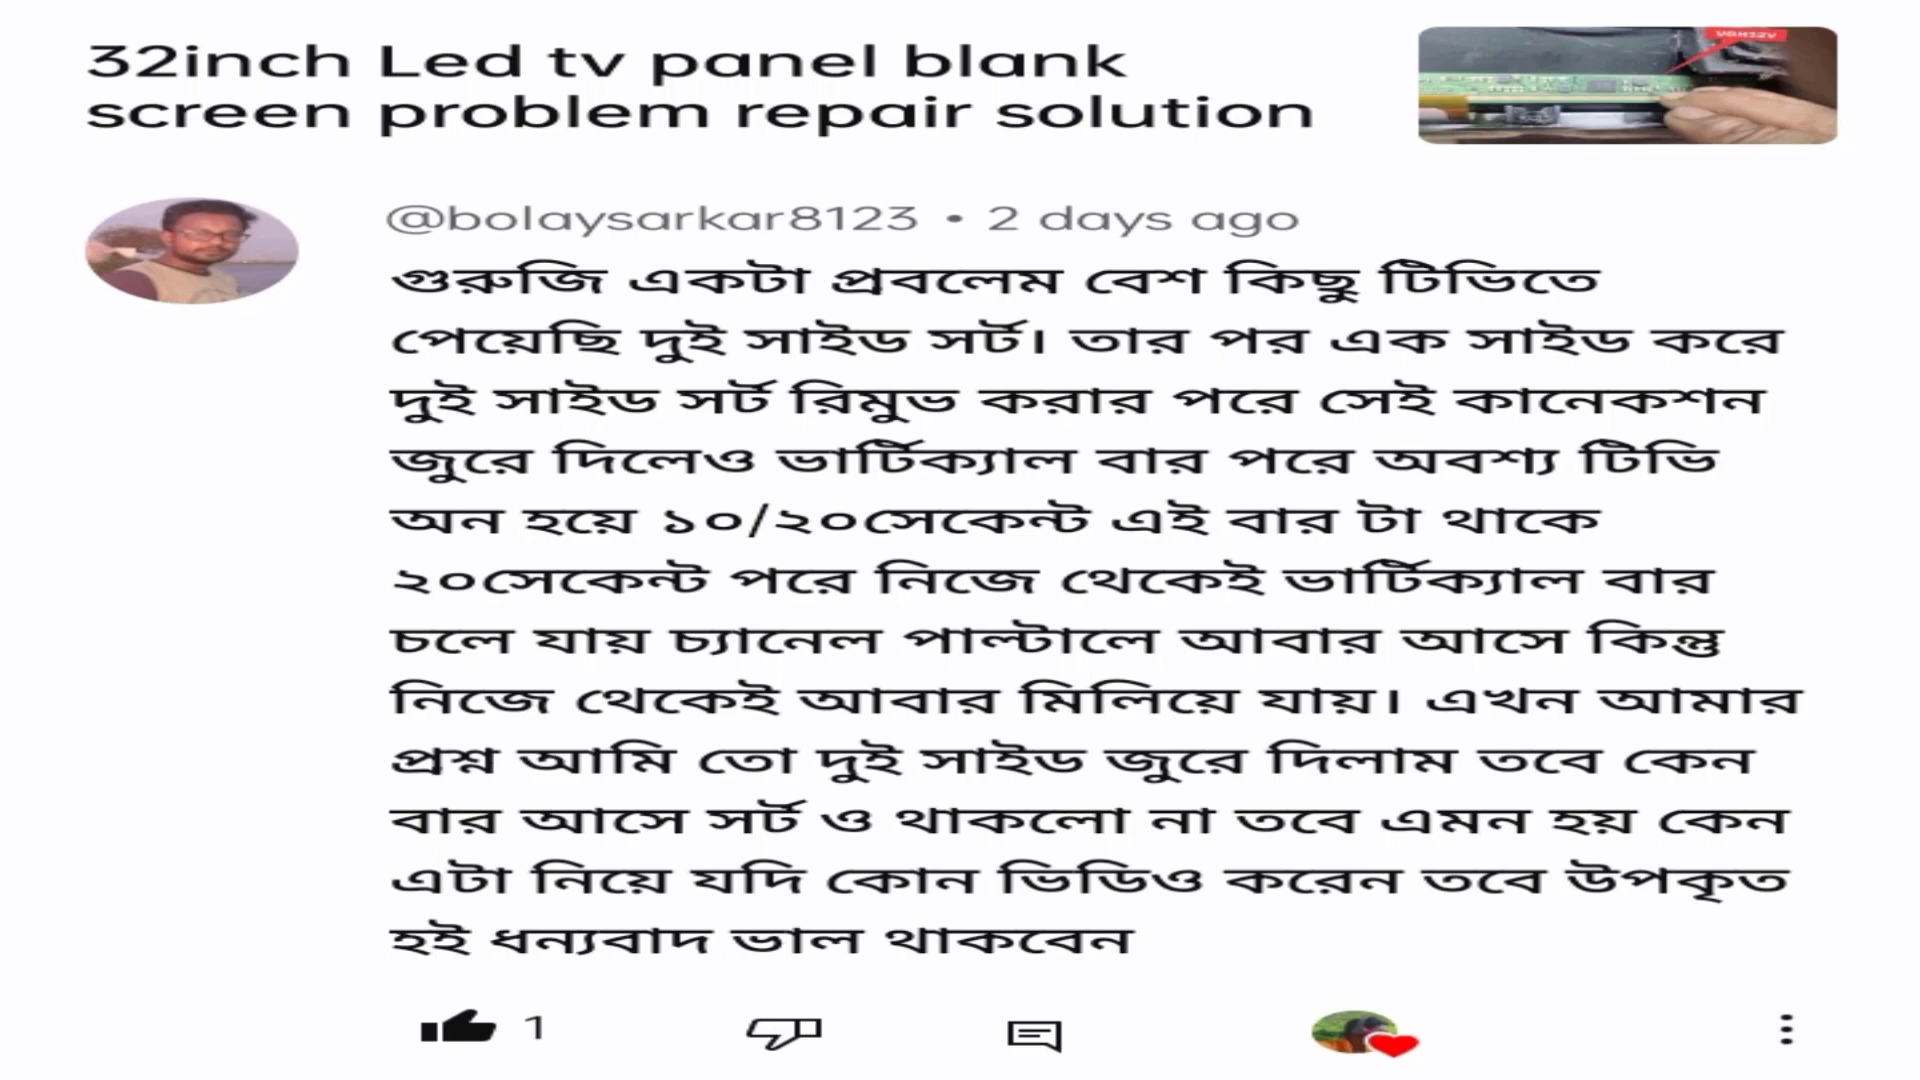 32inch Led tv panel blank
screen problem repair solution
VGH32V
@bolaysarkar8123 • 2 days ago
গুরুজি একটা প্রবলেম বেশ কিছু টিভিতে
পেয়েছি দুই সাইড সর্ট। তার পর এক সাইড করে
দুই সাইড সর্ট রিমুভ করার পরে সেই কানেকশন
জুরে দিলেও ভার্টিক্যাল বার পরে অবশ্য টিভি
অন হয়ে ১০/২০সেকেন্ট এই বার টা থাকে
২০সেকেন্ট পরে নিজে থেকেই ভার্টিক্যাল বার
চলে যায় চ্যানেল পাল্টালে আবার আসে কিন্তু
নিজে থেকেই আবার মিলিয়ে যায়। এখন আমার
প্রশ্ন আমি তো দুই সাইড জুরে দিলাম তবে কেন
বার আসে সর্ট ও থাকলো না তবে এমন হয় কেন
এটা নিয়ে যদি কোন ভিডিও করেন তবে উপকৃত
হই ধন্যবাদ ভাল থাকবেন
1